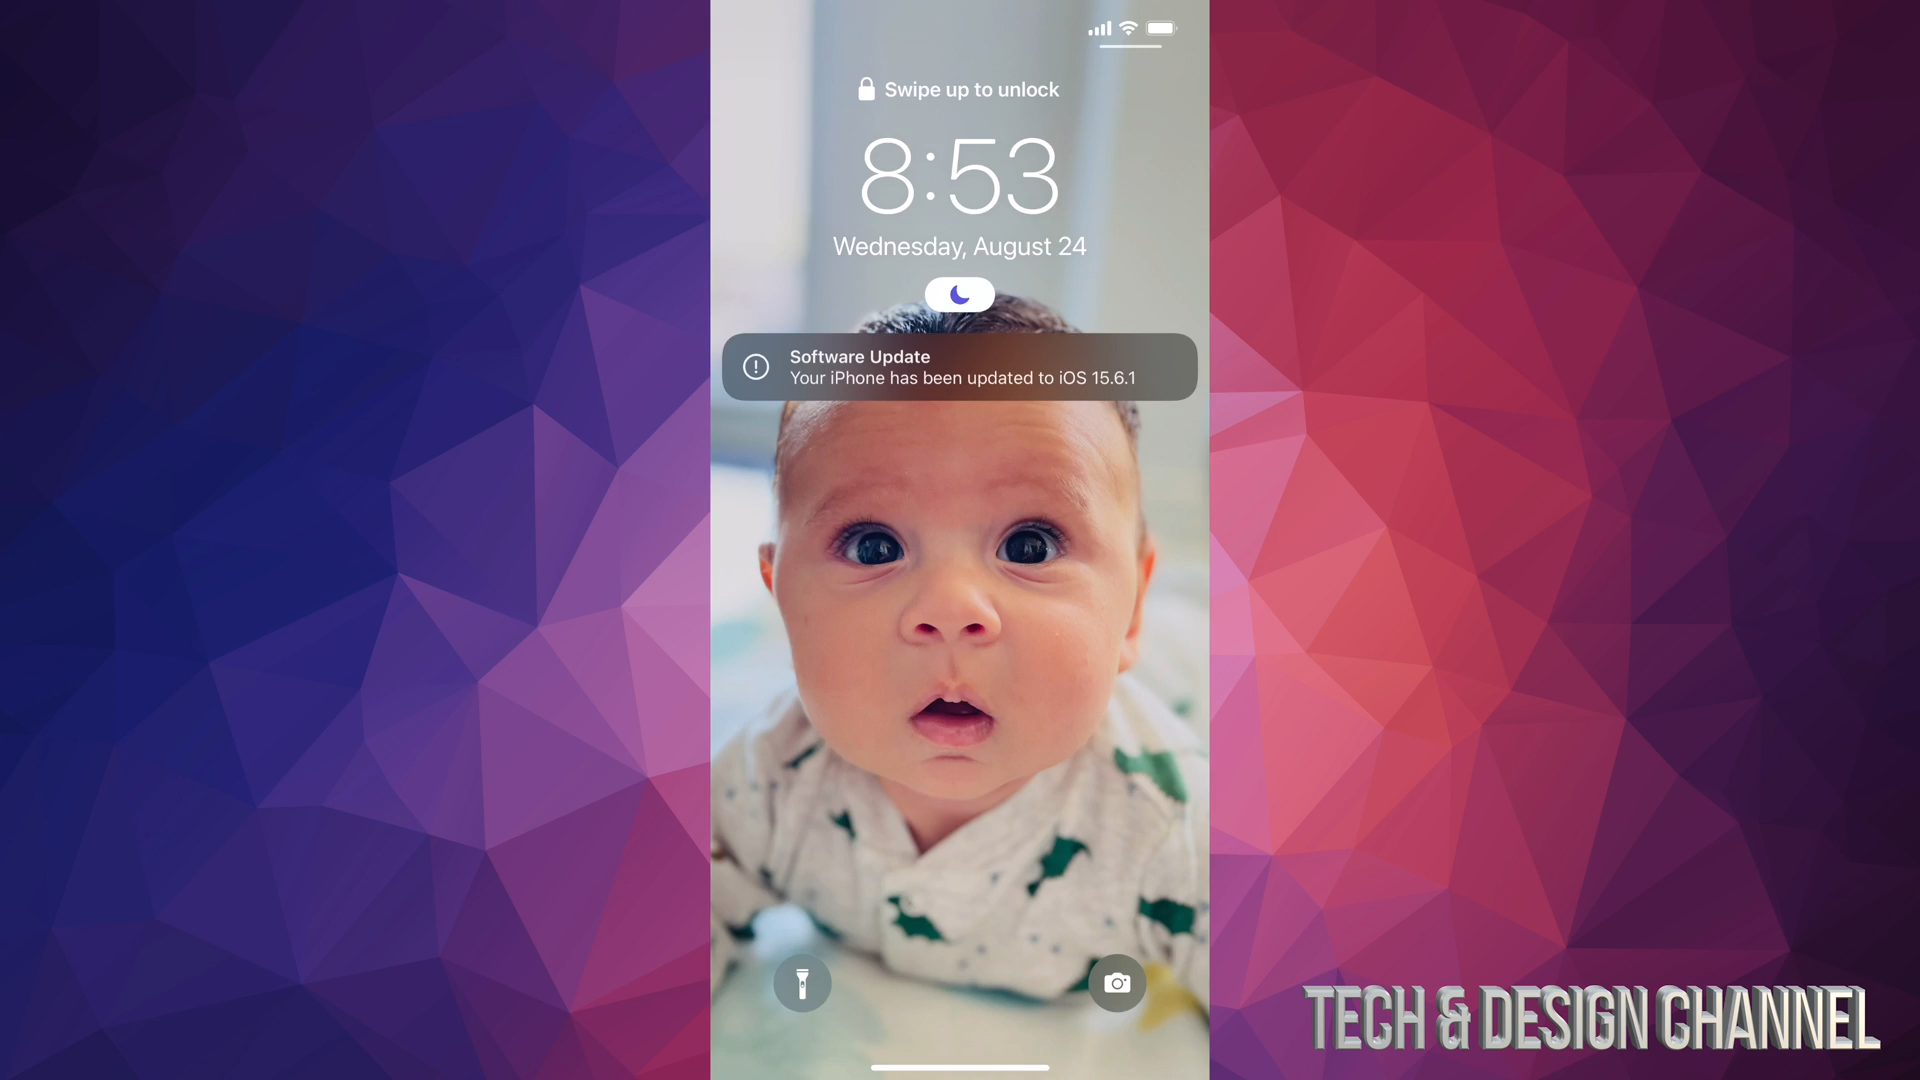 Swipe up to unlock
8:53
Wednesday, August 24
Software Update
Your iPhone has been updated to iOS 15.6.1
TECH & DESIGN CHANNEL